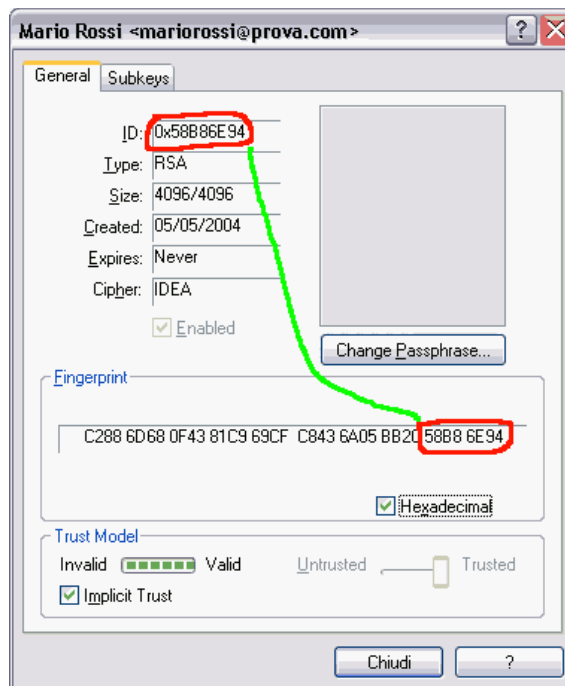 Mario Rossi <mariorossi@prova.com>
?
General Subkeys
ID: 0x58B86E94
Type: RSA
Size: 4096/4096
Created: 05/05/2004
Expires: Never
Cipher: IDEA
Enabled
Change Passphrase...
Fingerprint
C288 6D68 0F43 81C9 69CF C843 6A05 BB20 58B8 6E94
Hexadecimal
Trust Model
Invalid Valid Untrusted Trusted
Implicit Trust
Chiudi ?